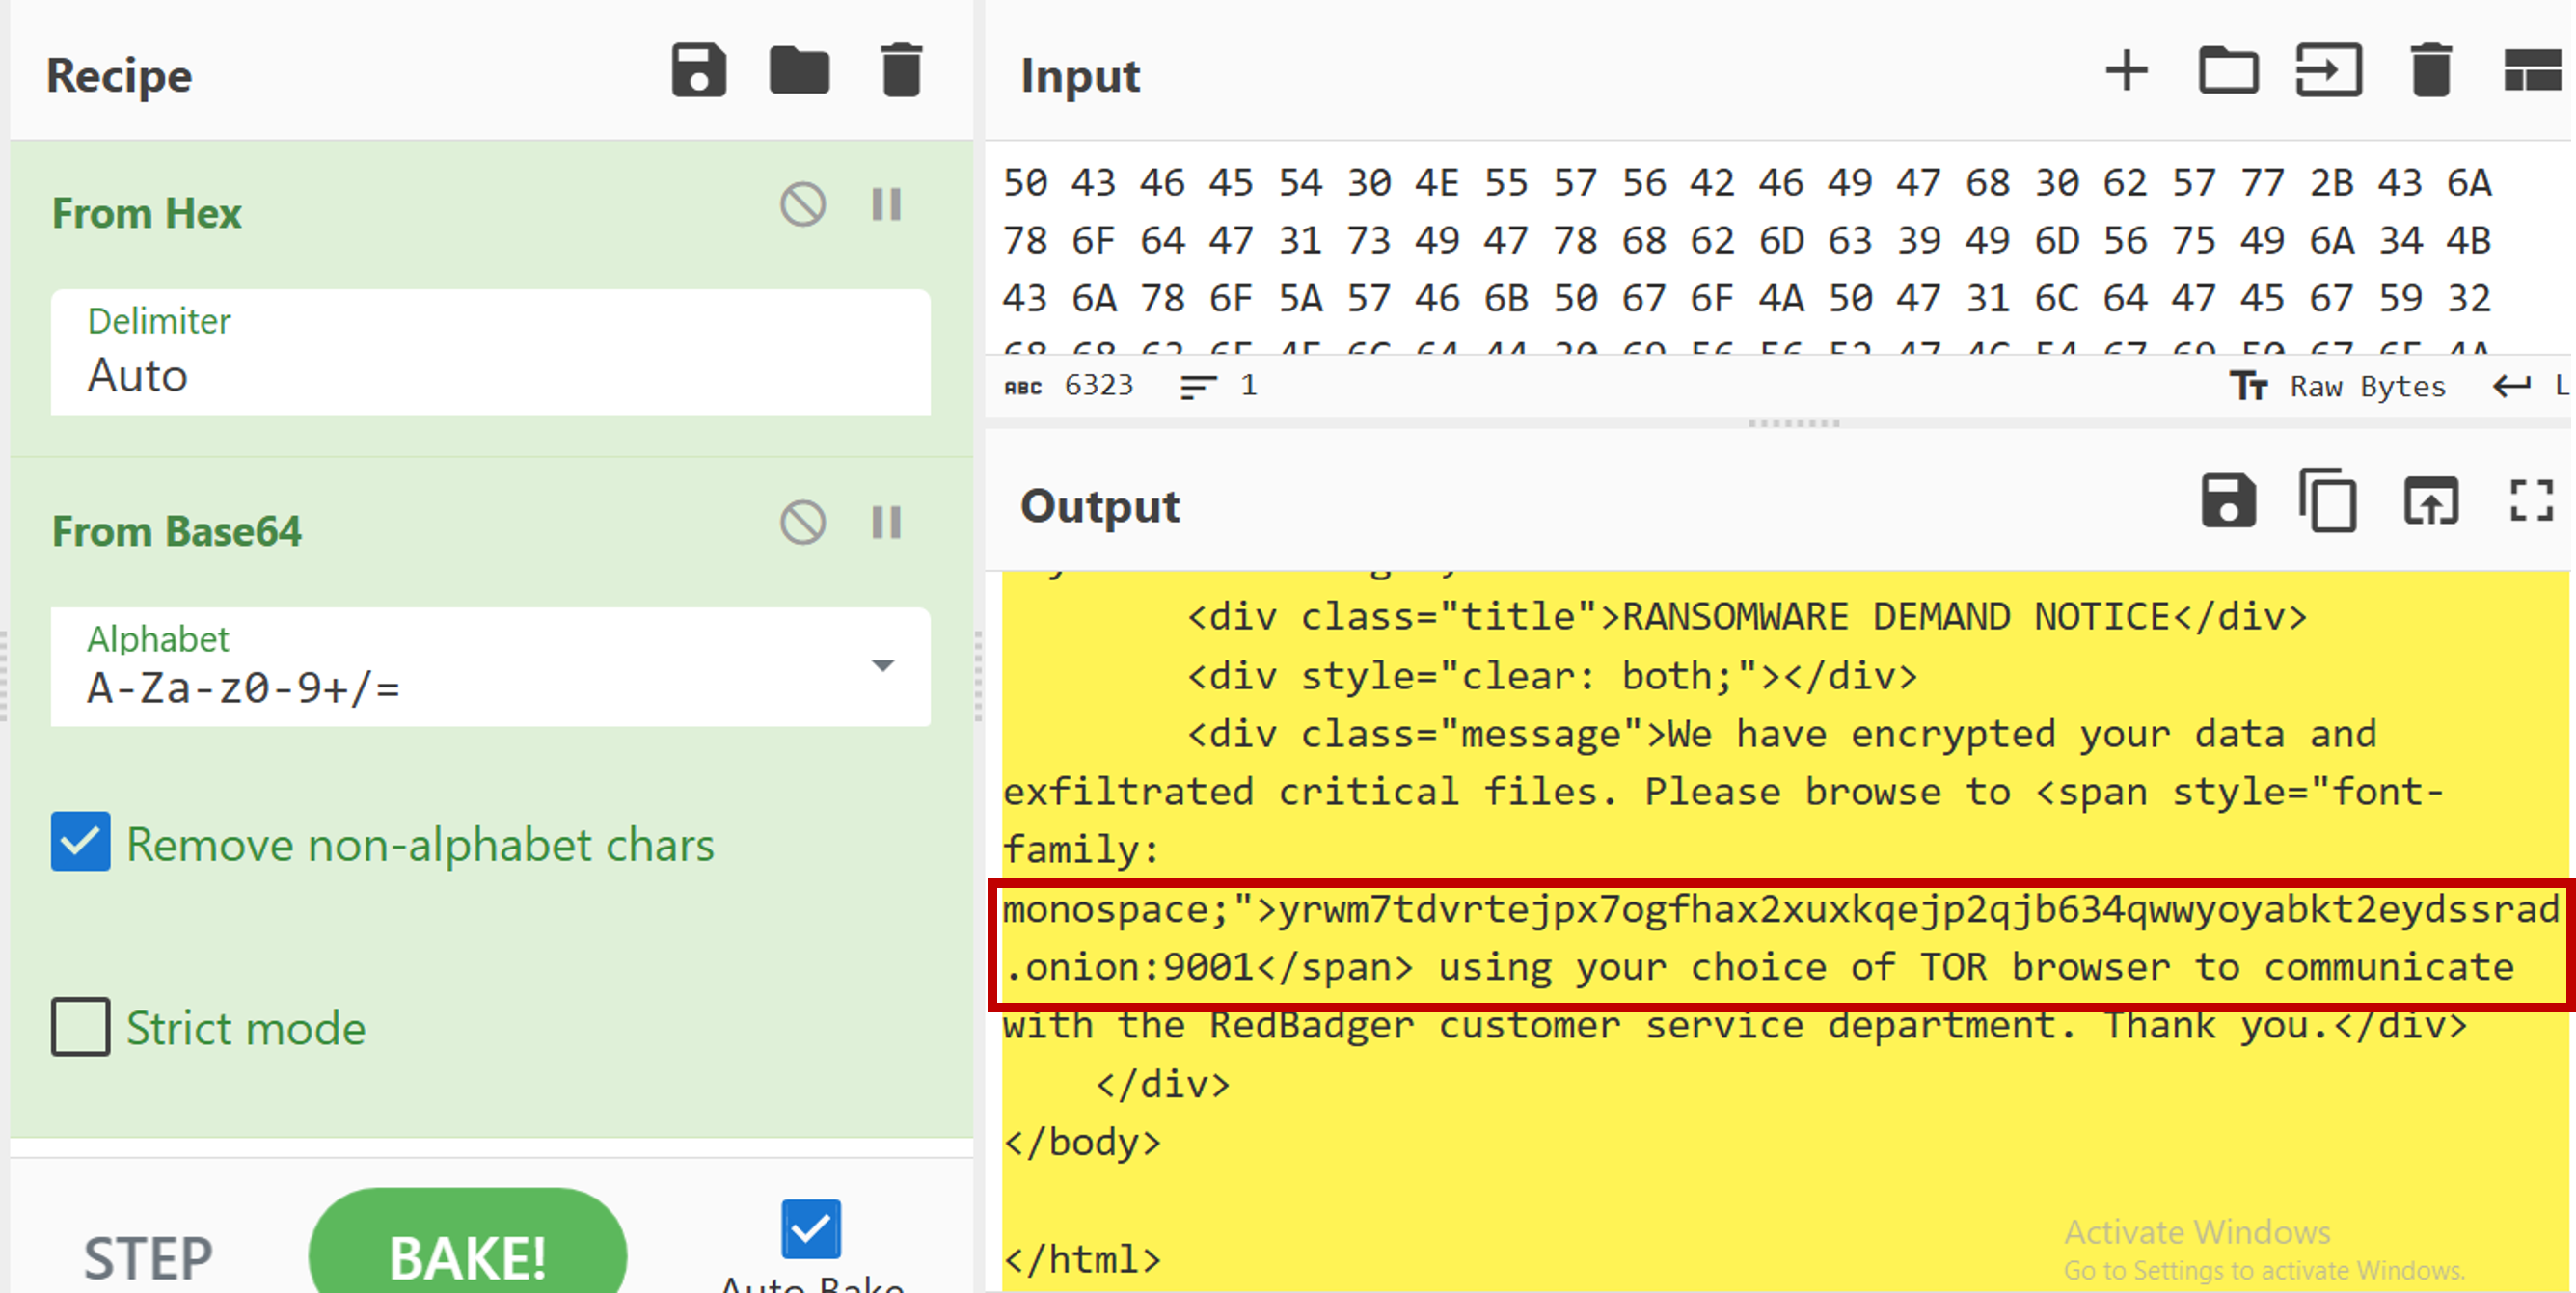 Recipe
From Hex
Delimiter
Auto
From Base64
Alphabet
A-Za-z0-9+/=
Remove non-alphabet chars
Strict mode
STEP
BAKE!
Auto Bake
Input
50 43 46 45 54 30 4E 55 57 56 42 46 49 47 68 30 62 57 77 2B 43 6A
78 6F 64 47 31 73 49 47 78 68 62 6D 63 39 49 6D 56 75 49 6A 34 4B
43 6A 78 6F 5A 57 46 6B 50 67 6F 4A 50 47 31 6C 64 47 45 67 59 32
ABC 6323 1
Raw Bytes
Output
<div class="title">RANSOMWARE DEMAND NOTICE</div>
<div style="clear: both;"></div>
<div class="message">We have encrypted your data and
exfiltrated critical files. Please browse to <span style="font-
family:
monospace;">yrwm7tdvrtejpx7ogfhax2xuxkqejp2qjb634qwwyoyabkt2eydssrad
.onion:9001</span> using your choice of TOR browser to communicate
with the RedBadger customer service department. Thank you.</div>
</div>
</body>
</html>
Activate Windows
Go to Settings to activate Windows.